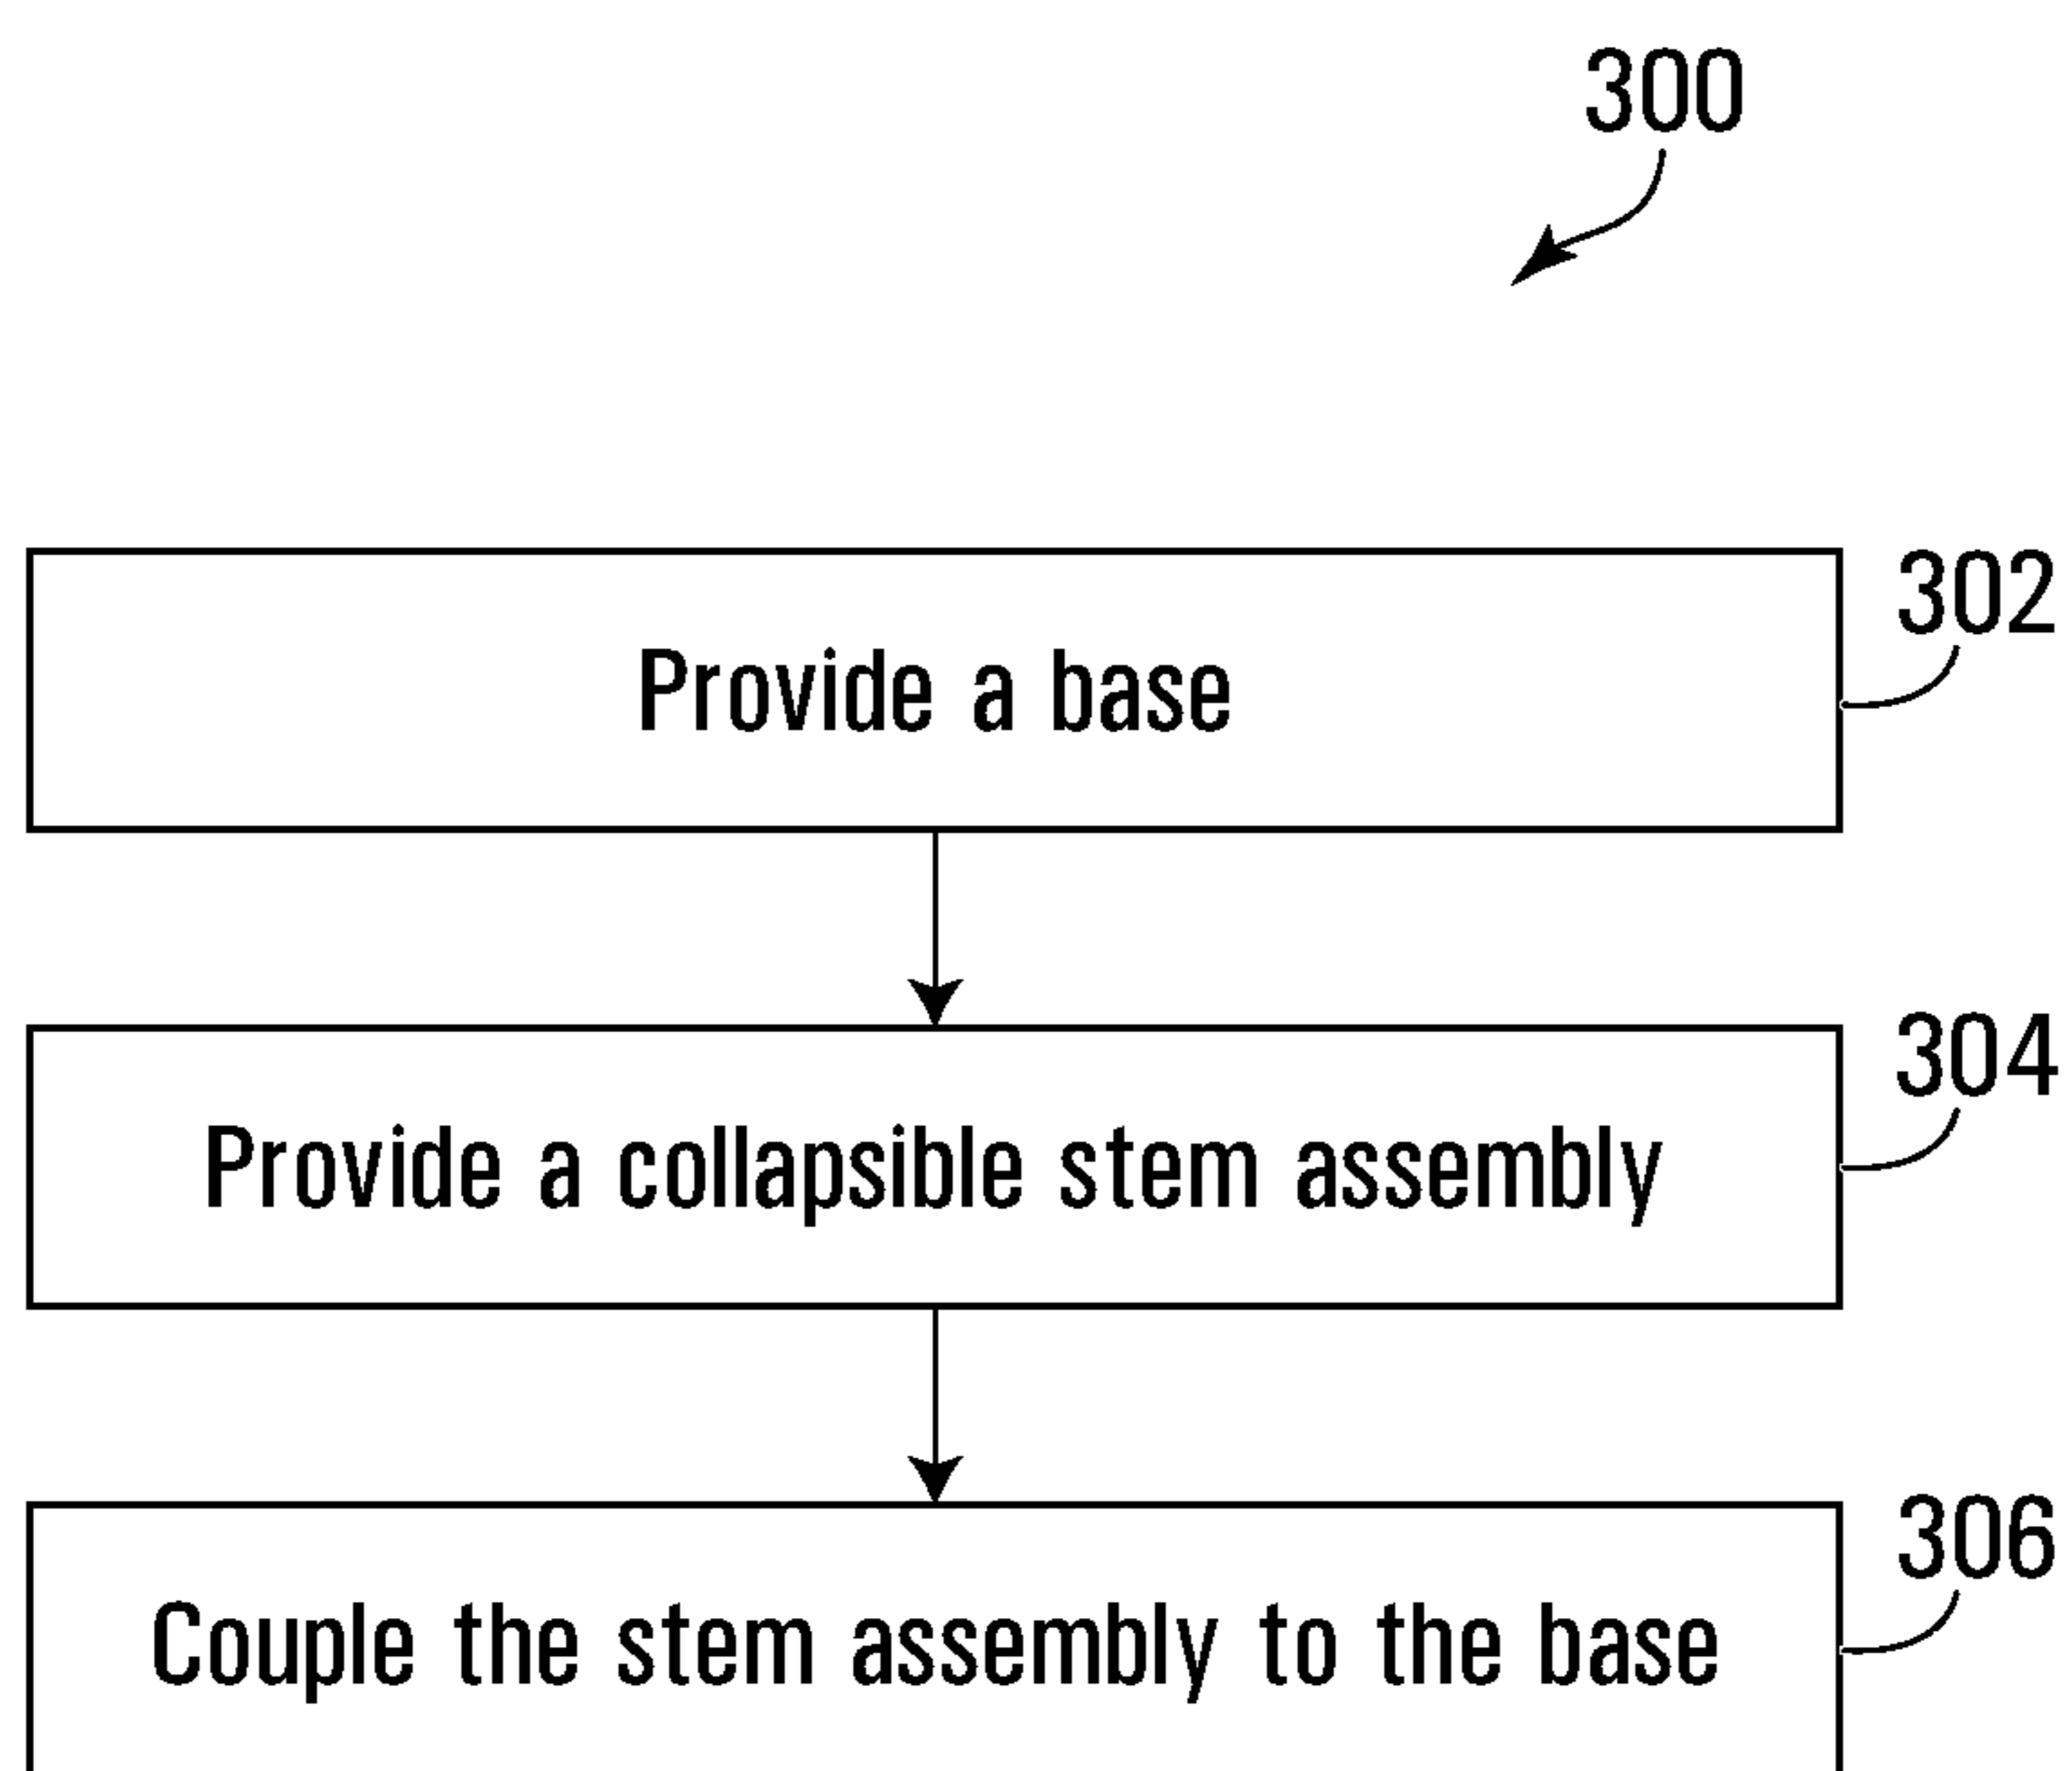 300
302
Provide a base
304
Provide a collapsible stem assembly
306
Couple the stem assembly to the base